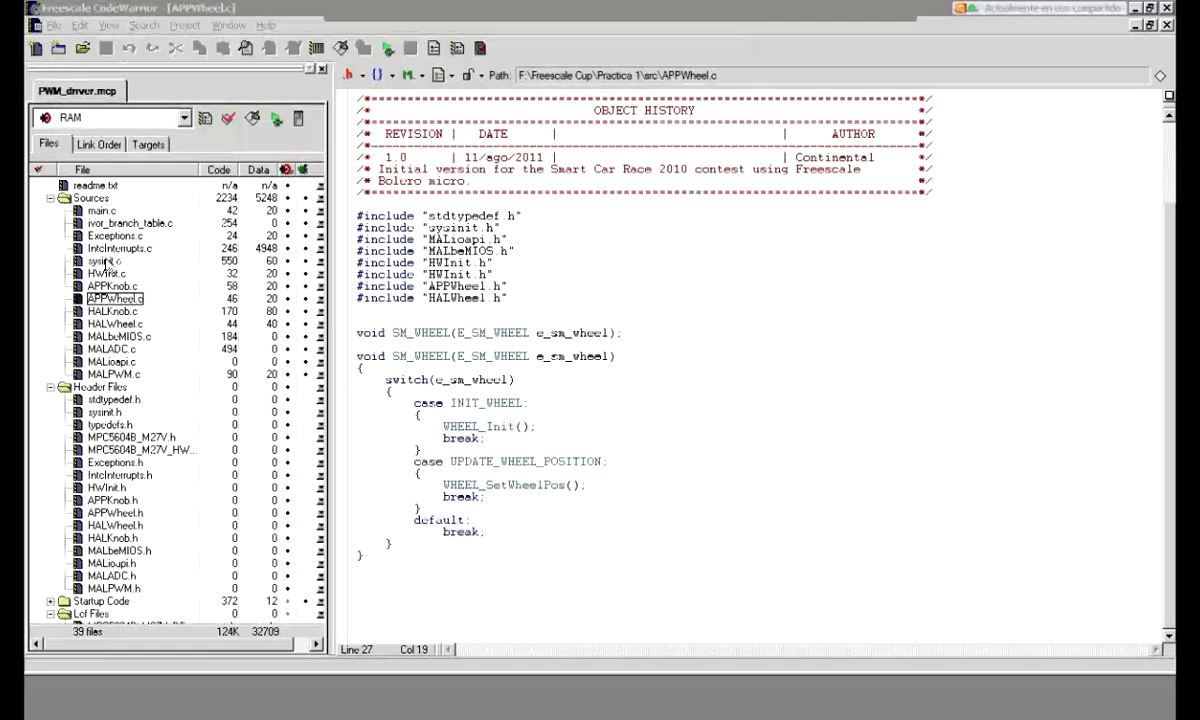 Freescale CodeWarrior - [APPWheel.c]
Actualmente en uso compartido
File Edit View Search Project Window Help
Path: F:\Freescale Cup\Practica 1\src\APPWheel.c
PWM_driver.mcp
RAM
Files Link Order Targets
File Code Data
readme.txt n/a n/a
Sources 2234 5248
main.c 42 20
ivor_branch_table.c 254 0
Exceptions.c 24 20
IntcInterrupts.c 246 4948
sysinit.c 550 60
HWInit.c 32 20
APPKnob.c 58 20
APPWheel.c 46 20
HALKnob.c 170 80
HALWheel.c 44 40
MALbeMIOS.c 184 0
MALADC.c 494 0
MALioapi.c 0 0
MALPWM.c 90 20
Header Files 0 0
stdtypedef.h 0 0
sysinit.h 0 0
typedefs.h 0 0
MPC5604B_M27V.h 0 0
MPC5604B_M27V_HW... 0 0
Exceptions.h 0 0
IntcInterrupts.h 0 0
HWInit.h 0 0
APPKnob.h 0 0
APPWheel.h 0 0
HALWheel.h 0 0
HALKnob.h 0 0
MALbeMIOS.h 0 0
MALioapi.h 0 0
MALADC.h 0 0
MALPWM.h 0 0
Startup Code 372 12
Lcf Files 0 0
39 files 124K 32709
/* OBJECT HISTORY */
/* REVISION | DATE | | AUTHOR */
/* 1.0 | 11/ago/2011 | | Continental */
/* Initial version for the Smart Car Race 2010 contest using Freescale */
/* Bolero micro. */
#include "stdtypedef.h"
#include "sysinit.h"
#include "MALioapi.h"
#include "MALbeMIOS.h"
#include "HWInit.h"
#include "HWInit.h"
#include "APPWheel.h"
#include "HALWheel.h"
void SM_WHEEL(E_SM_WHEEL e_sm_wheel);
void SM_WHEEL(E_SM_WHEEL e_sm_wheel)
{
switch(e_sm_wheel)
{
case INIT_WHEEL:
{
WHEEL_Init();
break;
}
case UPDATE_WHEEL_POSITION:
{
WHEEL_SetWheelPos();
break;
}
default:
break;
}
}
Line 27 Col 19